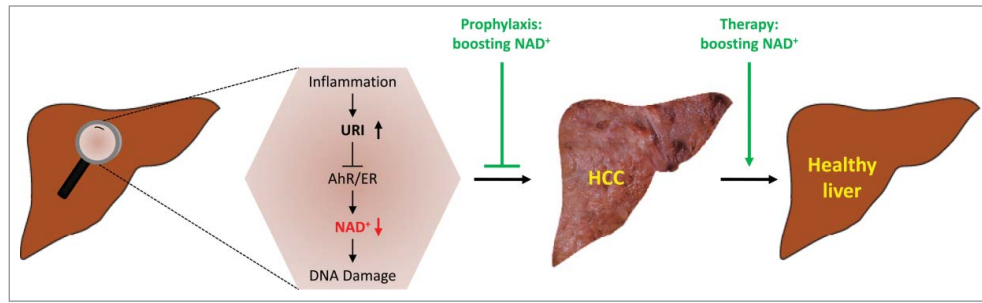 Prophylaxis:
boosting NAD⁺
Therapy:
boosting NAD⁺
Inflammation
URI
AhR/ER
NAD⁺
DNA Damage
HCC
Healthy
liver